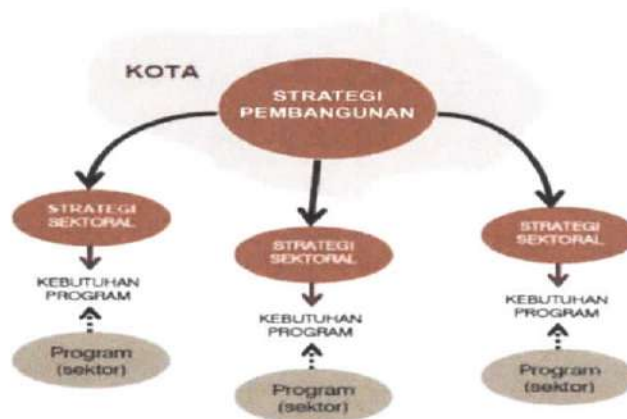 KOTA
STRATEGI
PEMBANGUNAN
STRATEGI
SEKTORAL
KEBUTUHAN
PROGRAM
Program
(sektor)
STRATEGI
SEKTORAL
KEBUTUHAN
PROGRAM
Program
(sektor)
STRATEGI
SEKTORAL
KEBUTUHAN
PROGRAM
Program
(sektor)